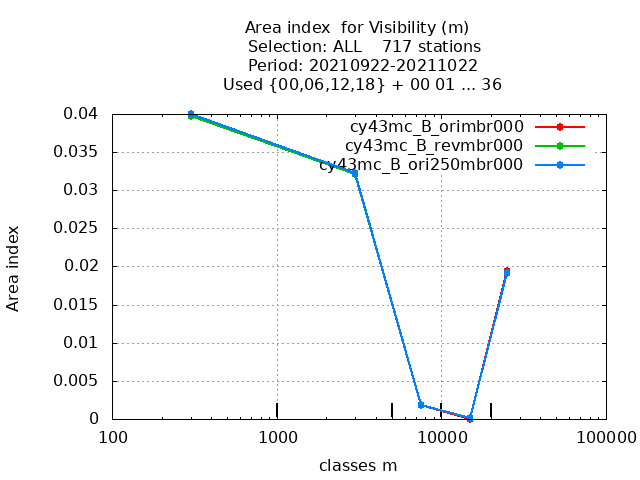 Area index  for Visibility (m)
Selection: ALL    717 stations
Period: 20210922-20211022
Used {00,06,12,18} + 00 01 ... 36
cy43mc_B_orimbr000
cy43mc_B_revmbr000
cy43mc_B_ori250mbr000
0.04
0.035
0.03
0.025
0.02
0.015
0.01
0.005
0
Area index
100
1000
10000
100000
classes m